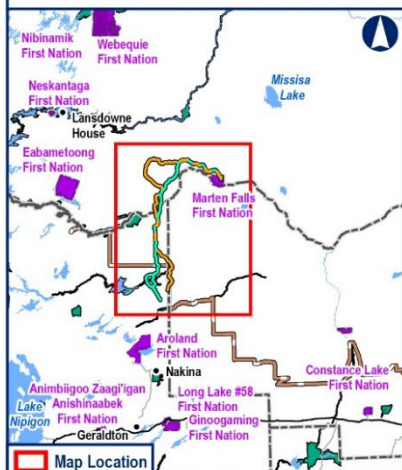 Nibinamik
First Nation
Webequie
First Nation
Neskantaga
First Nation
Lansdowne
House
Missisa
Lake
Eabametoong
First Nation
Marten Falls
First Nation
Aroland
First Nation
Nakina
Constance Lake
First Nation
Animbiigoo Zaagi'igan
Anishinaabek
First Nation
Long Lake #58
First Nation
Lake
Nipigon
Ginoogaming
First Nation
Geraldton
Map Location